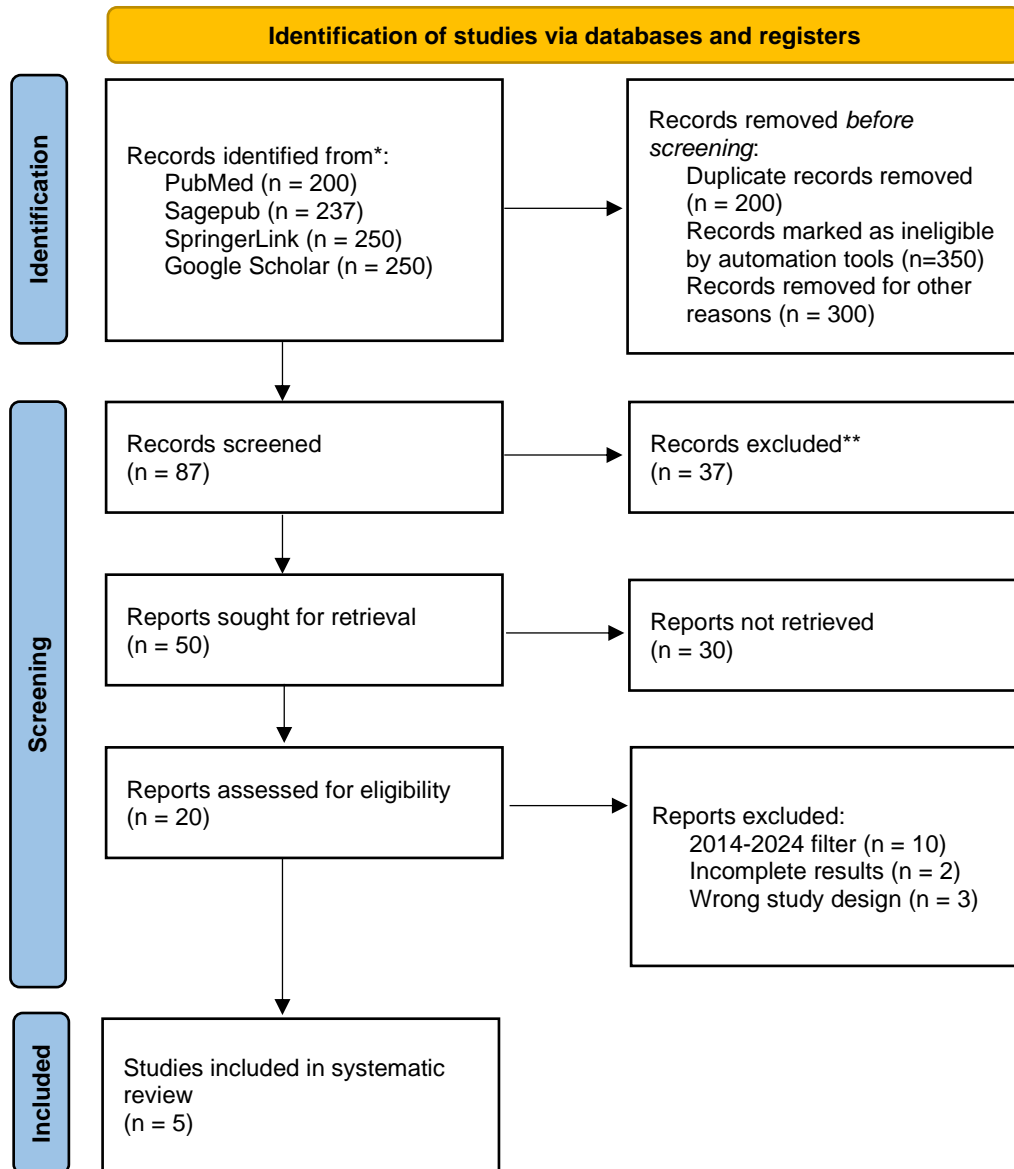 Identification of studies via databases and registers
Identification
Records identified from*:
PubMed (n = 200)
Sagepub (n = 237)
SpringerLink (n = 250)
Google Scholar (n = 250)
Records removed before
screening:
Duplicate records removed
(n = 200)
Records marked as ineligible
by automation tools (n=350)
Records removed for other
reasons (n = 300)
Screening
Records screened
(n = 87)
Records excluded**
(n = 37)
Reports sought for retrieval
(n = 50)
Reports not retrieved
(n = 30)
Reports assessed for eligibility
(n = 20)
Reports excluded:
2014-2024 filter (n = 10)
Incomplete results (n = 2)
Wrong study design (n = 3)
Included
Studies included in systematic
review
(n = 5)